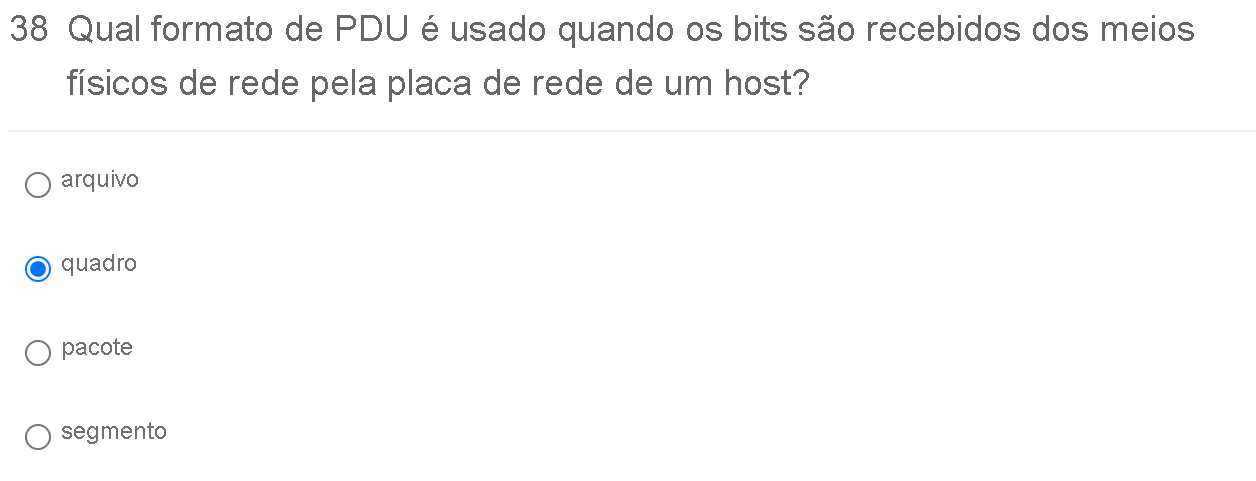 38 Qual formato de PDU é usado quando os bits são recebidos dos meios
físicos de rede pela placa de rede de um host?
arquivo
quadro
pacote
segmento